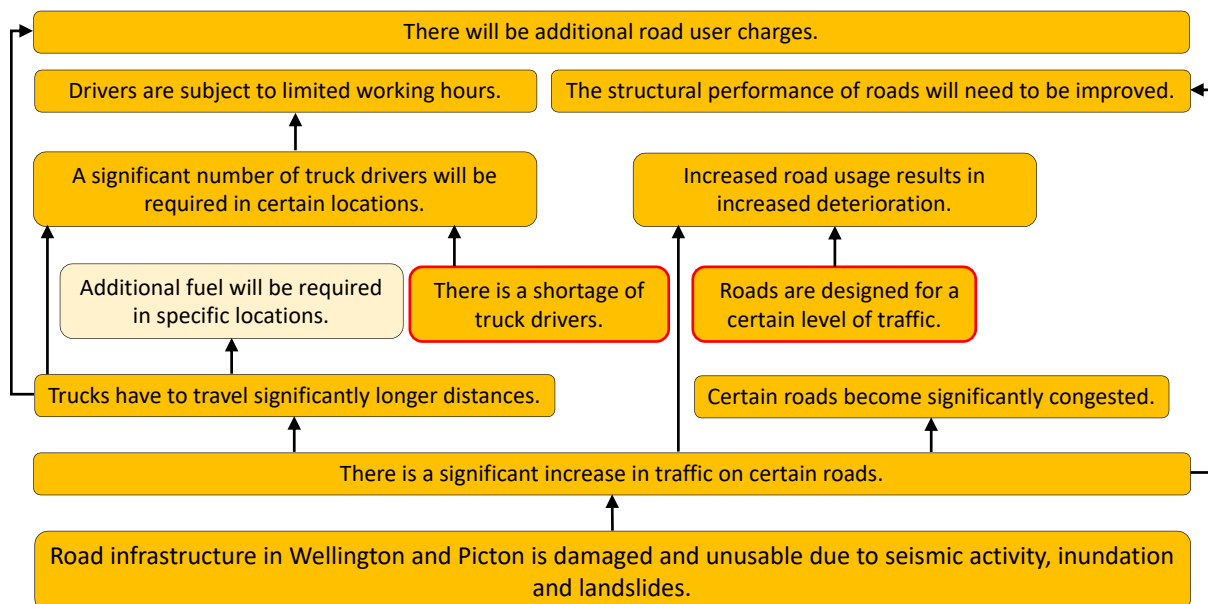 There will be additional road user charges.
Drivers are subject to limited working hours.
The structural performance of roads will need to be improved.
A significant number of truck drivers will be
required in certain locations.
Increased road usage results in
increased deterioration.
Additional fuel will be required
in specific locations.
There is a shortage of
truck drivers.
Roads are designed for a
certain level of traffic.
Trucks have to travel significantly longer distances.
Certain roads become significantly congested.
There is a significant increase in traffic on certain roads.
Road infrastructure in Wellington and Picton is damaged and unusable due to seismic activity, inundation
and landslides.